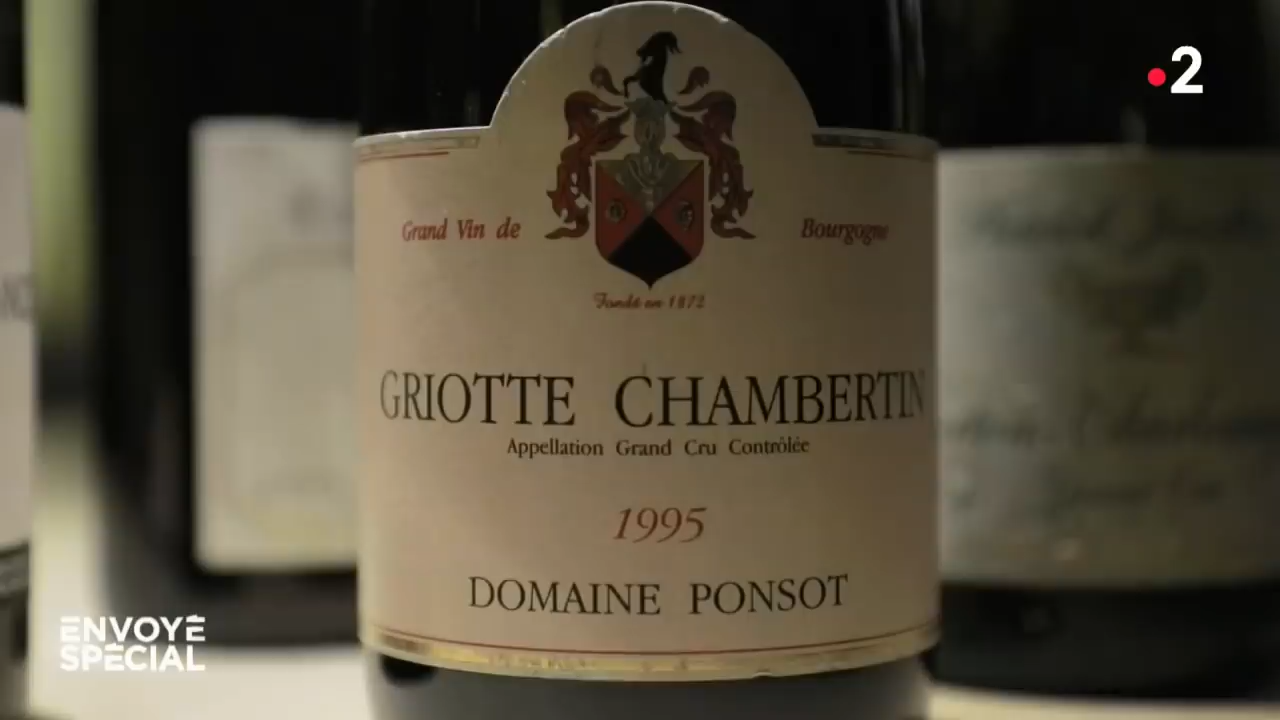 2
Grand Vin de Bourgogne
Fondé en 1872
GRIOTTE CHAMBERTIN
Appellation Grand Cru Contrôlée
1995
DOMAINE PONSOT
ENVOYÉ
SPÉCIAL